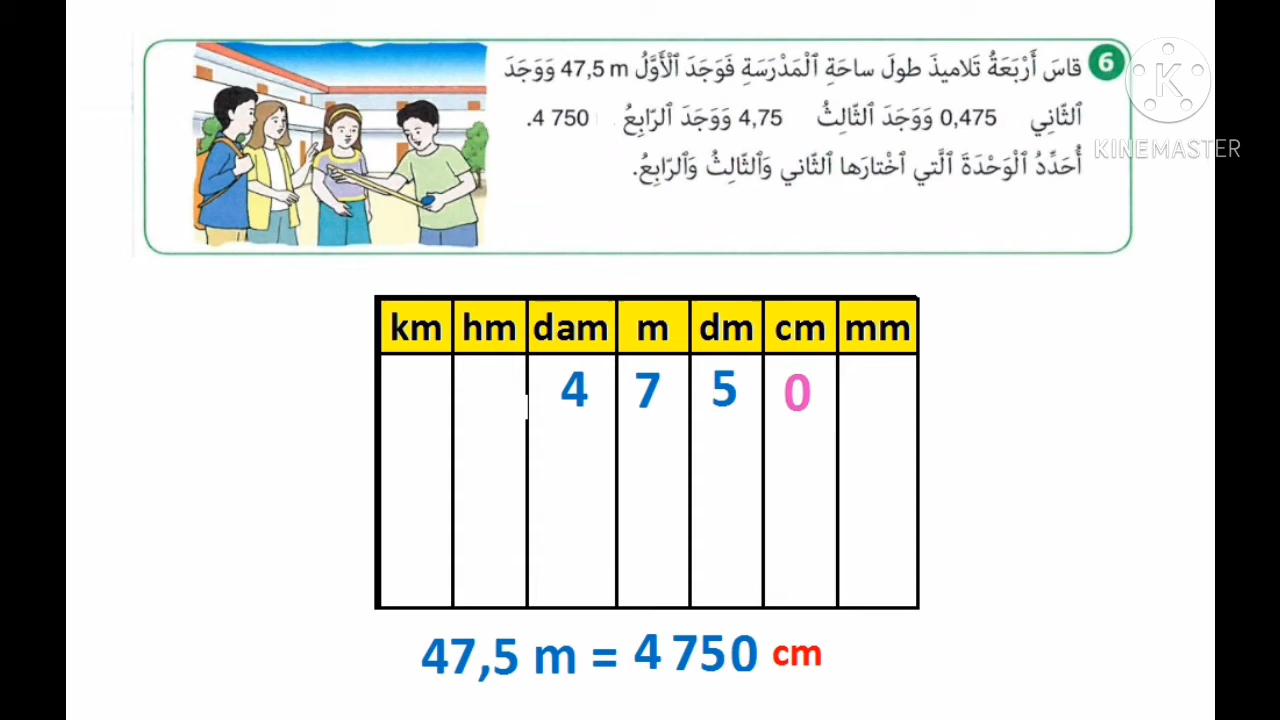 6 قاسَ أَرْبَعَةُ تَلاميذَ طولَ ساحَةِ ٱلْمَدْرَسَةِ فَوَجَدَ ٱلْأَوَّلُ 47,5 m وَوَجَدَ
ٱلثّاني 0,475 وَوَجَدَ ٱلثّالِثُ 4,75 وَوَجَدَ ٱلرّابِعُ 4 750.
أُحَدِّدُ ٱلْوَحْدَةَ ٱلَّتي ٱخْتارَها ٱلثّاني وَٱلثّالِثُ وَٱلرّابِعُ.
K
KINEMASTER
km hm dam m dm cm mm
4 7 5 0
47,5 m = 4 750 cm